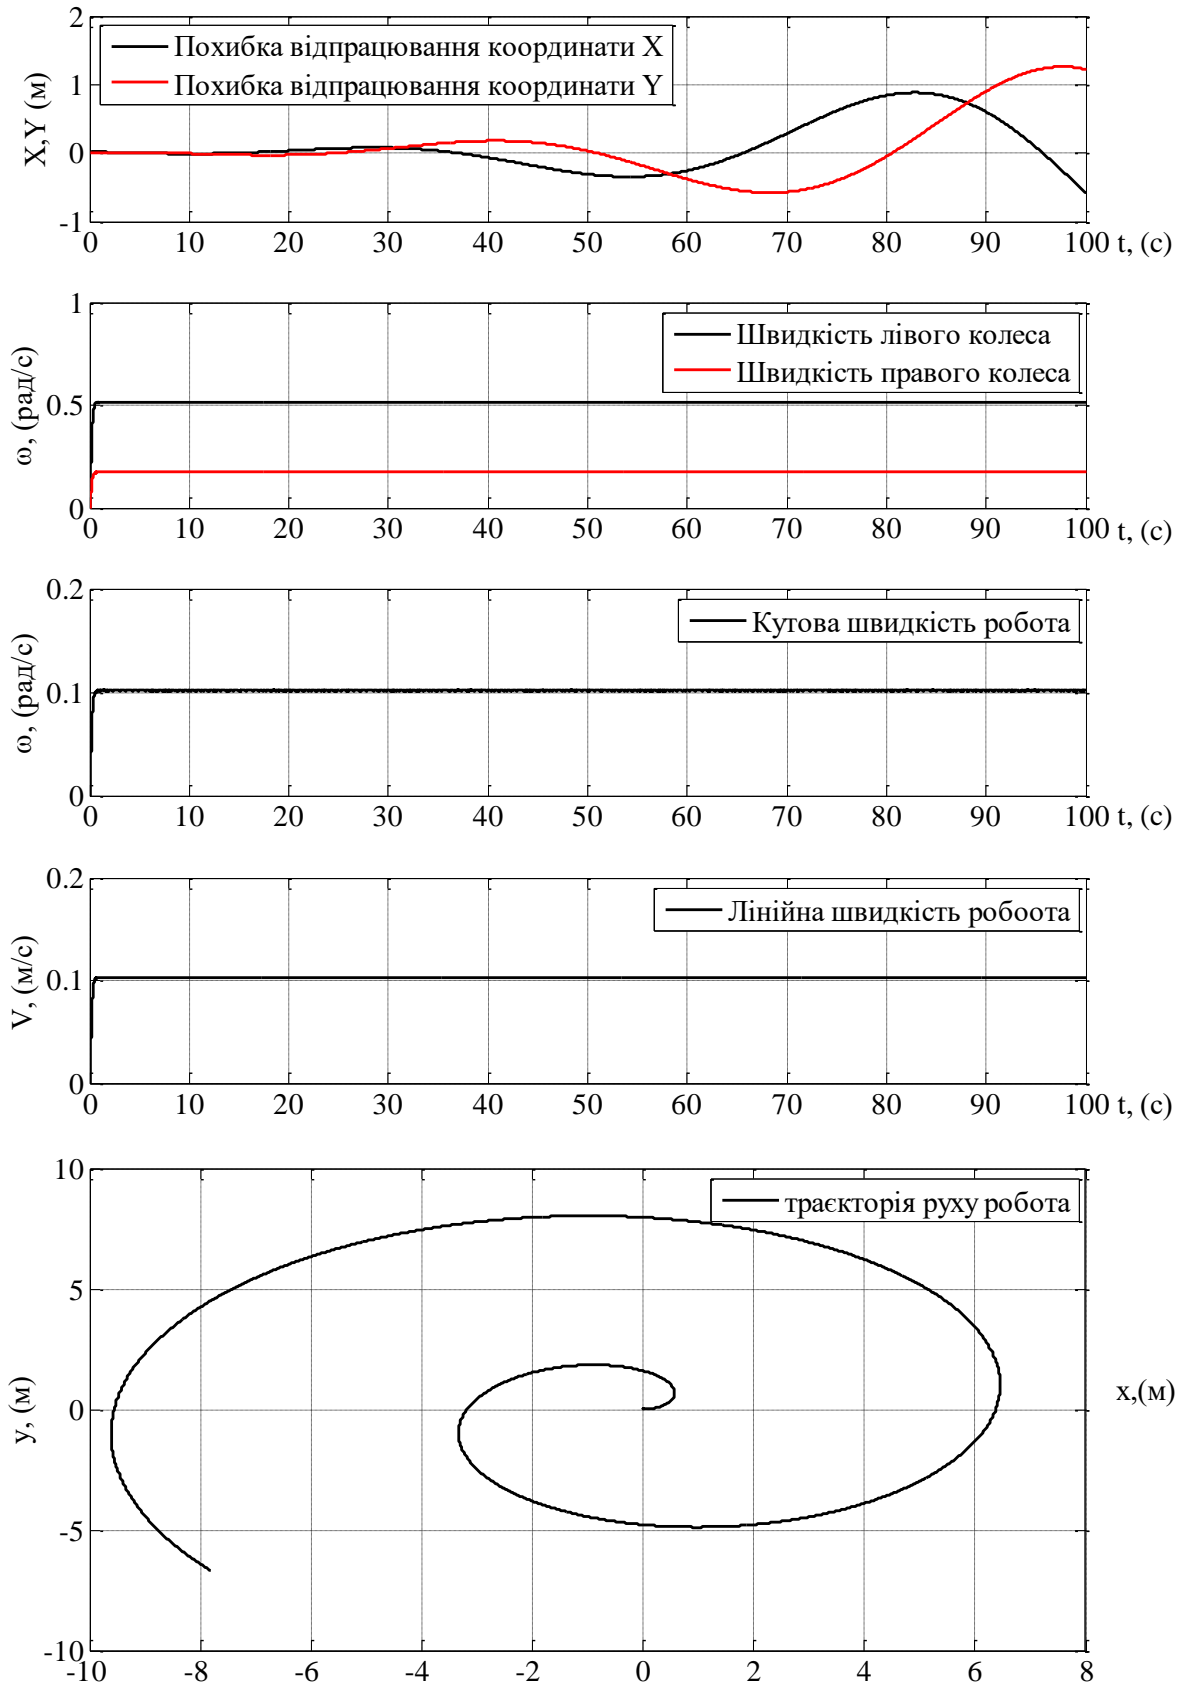 2
Похибка відпрацювання координати X
Похибка відпрацювання координати Y
1
0
-1
X,Y (м)
0 10 20 30 40 50 60 70 80 90 100 t, (с)
1
Швидкість лівого колеса
Швидкість правого колеса
0.5
0
ω, (рад/с)
0 10 20 30 40 50 60 70 80 90 100 t, (с)
0.2
Кутова швидкість робота
0.1
0
ω, (рад/с)
0 10 20 30 40 50 60 70 80 90 100 t, (с)
0.2
Лінійна швидкість робоота
0.1
0
V, (м/с)
0 10 20 30 40 50 60 70 80 90 100 t, (с)
10
траєкторія руху робота
5
0
-5
-10
y, (м)
x,(м)
-10 -8 -6 -4 -2 0 2 4 6 8